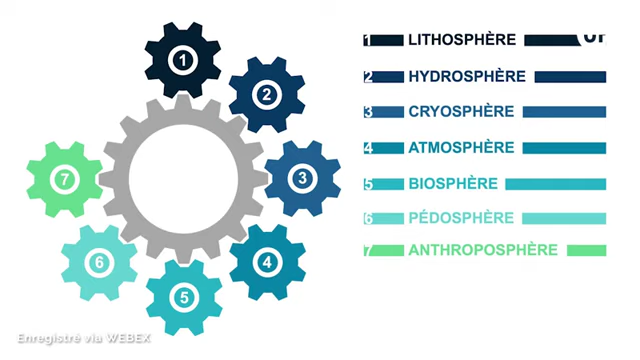 1
2
3
4
5
6
7
1 LITHOSPHÈRE
2 HYDROSPHÈRE
3 CRYOSPHÈRE
4 ATMOSPHÈRE
5 BIOSPHÈRE
6 PÉDOSPHÈRE
7 ANTHROPOSPHÈRE
Enregistré via WEBEX